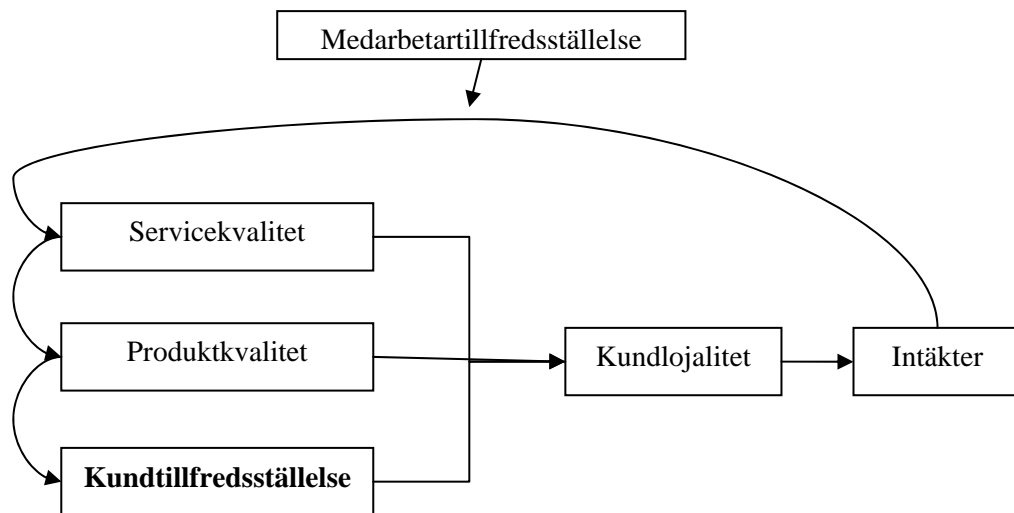 Medarbetartillfredsställelse
Servicekvalitet
Produktkvalitet
Kundlojalitet
Intäkter
Kundtillfredsställelse